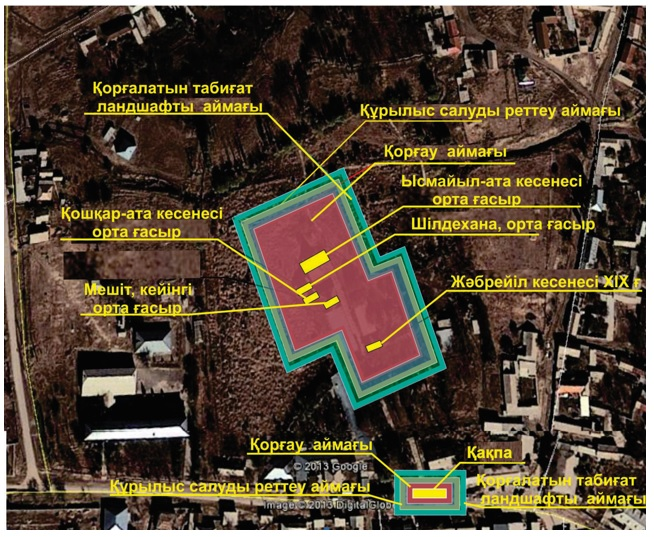 Қорғалатын табиғат
ландшафты аймағы
Құрылыс салуды реттеу аймағы
Қорғау аймағы
Ысмайыл-ата кесенесі
орта ғасыр
Қошқар-ата кесенесі
орта ғасыр
Шілдехана, орта ғасыр
Мешіт, кейінгі
орта ғасыр
Жәбрейіл кесенесі XIX ғ
Қорғау аймағы
Қақпа
© 2013 Google
Құрылыс салуды реттеу аймағы
Қорғалатын табиғат
ландшафты аймағы
Image © 2013 DigitalGlob